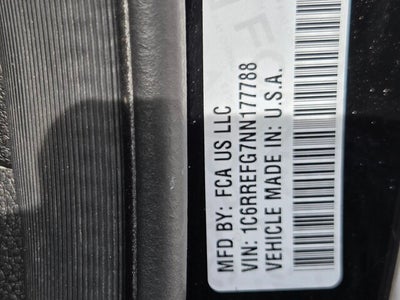 MFD BY: FCA US LLC
VIN: 1C6RREFG7NN177788
VEHICLE MADE IN: U.S.A.